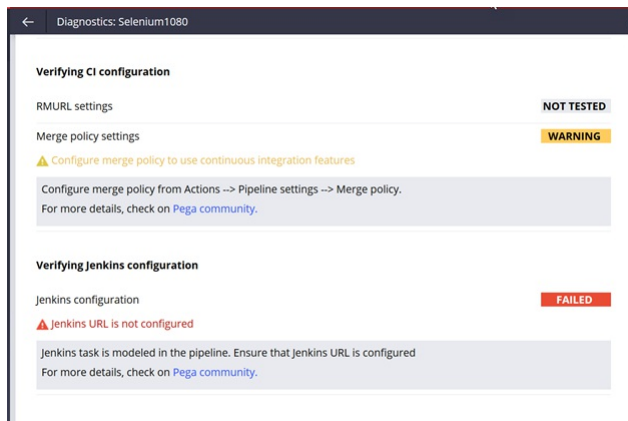 Diagnostics: Selenium1080
Verifying CI configuration
RMURL settings NOT TESTED
Merge policy settings WARNING
Configure merge policy to use continuous integration features
Configure merge policy from Actions --> Pipeline settings --> Merge policy.
For more details, check on Pega community.
Verifying Jenkins configuration
Jenkins configuration FAILED
Jenkins URL is not configured
Jenkins task is modeled in the pipeline. Ensure that Jenkins URL is configured
For more details, check on Pega community.